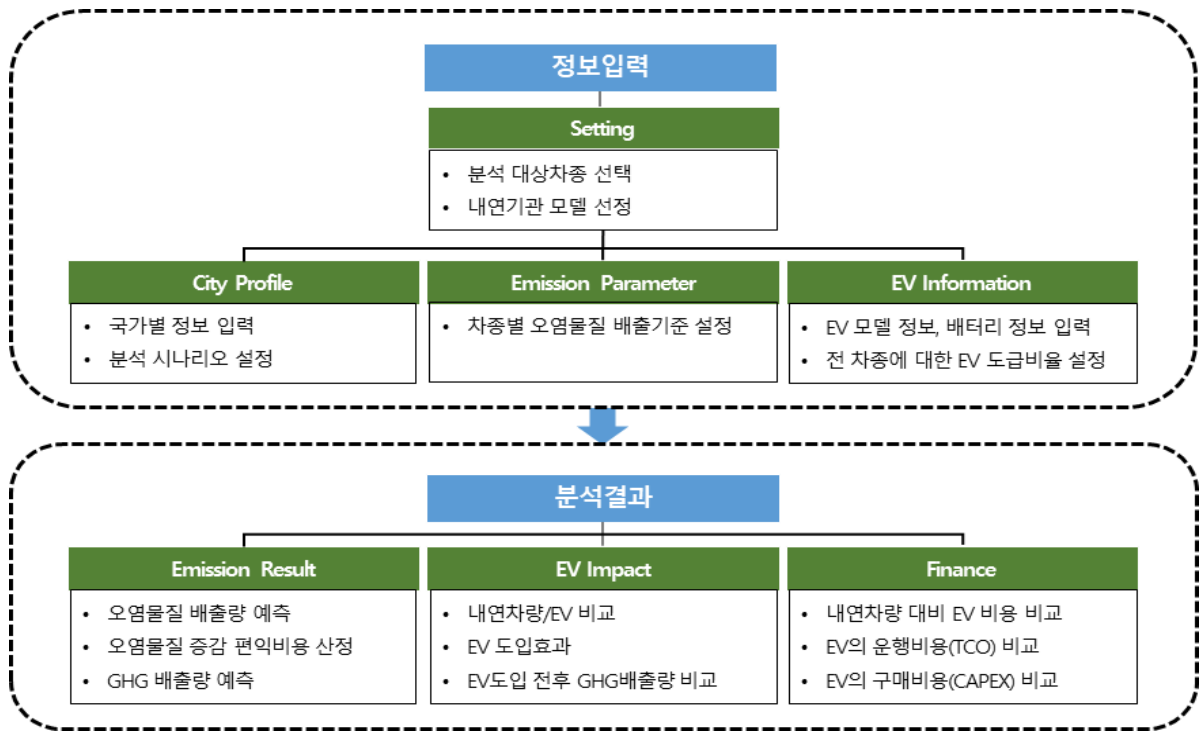 정보입력
Setting
• 분석 대상차종 선택
• 내연기관 모델 선정
City Profile
• 국가별 정보 입력
• 분석 시나리오 설정
Emission Parameter
• 차종별 오염물질 배출기준 설정
EV Information
• EV 모델 정보, 배터리 정보 입력
• 전 차종에 대한 EV 도급비율 설정
분석결과
Emission Result
• 오염물질 배출량 예측
• 오염물질 증감 편익비용 산정
• GHG 배출량 예측
EV Impact
• 내연차량/EV 비교
• EV 도입효과
• EV도입 전후 GHG배출량 비교
Finance
• 내연차량 대비 EV 비용 비교
• EV의 운행비용(TCO) 비교
• EV의 구매비용(CAPEX) 비교